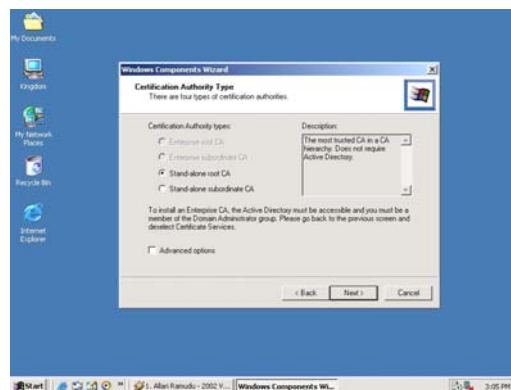 My Documents
Kingdom
My Network
Places
Recycle Bin
Internet
Explorer
Windows Components Wizard
Certification Authority Type
There are four types of certification authorities.
Certification Authority types:
Enterprise root CA
Enterprise subordinate CA
Stand-alone root CA
Stand-alone subordinate CA
Description:
The most trusted CA in a CA
hierarchy. Does not require
Active Directory.
To install an Enterprise CA, the Active Directory must be accessible and you must be a
member of the Domain Administrator group. Please go back to the previous screen and
deselect Certificate Services.
Advanced options
< Back
Next >
Cancel
Start
1. Allan Ramudu - 2002 V...
Windows Components Wi...
3:05 PM